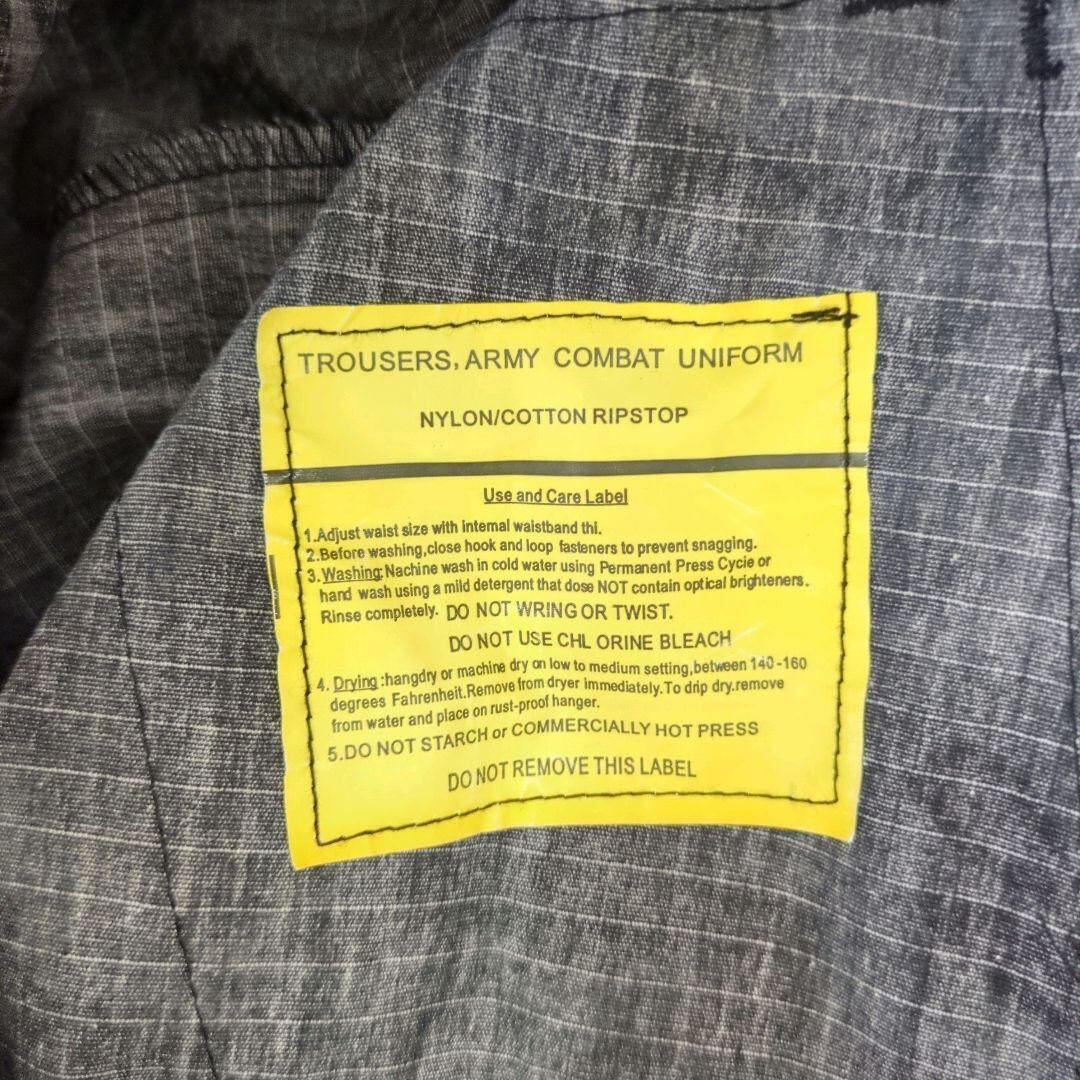 TROUSERS, ARMY COMBAT UNIFORM
NYLON/COTTON RIPSTOP
Use and Care Label
1.Adjust waist size with internal waistband thi.
2.Before washing,close hook and loop fasteners to prevent snagging.
3.Washing:Nachine wash in cold water using Permanent Press Cycle or
hand wash using a mild detergent that dose NOT contain optical brighteners.
Rinse completely. DO NOT WRING OR TWIST.
DO NOT USE CHL ORINE BLEACH
4. Drying :hangdry or machine dry on low to medium setting,between 140-160
degrees Fahrenheit.Remove from dryer immediately.To drip dry.remove
from water and place on rust-proof hanger.
5.DO NOT STARCH or COMMERCIALLY HOT PRESS
DO NOT REMOVE THIS LABEL